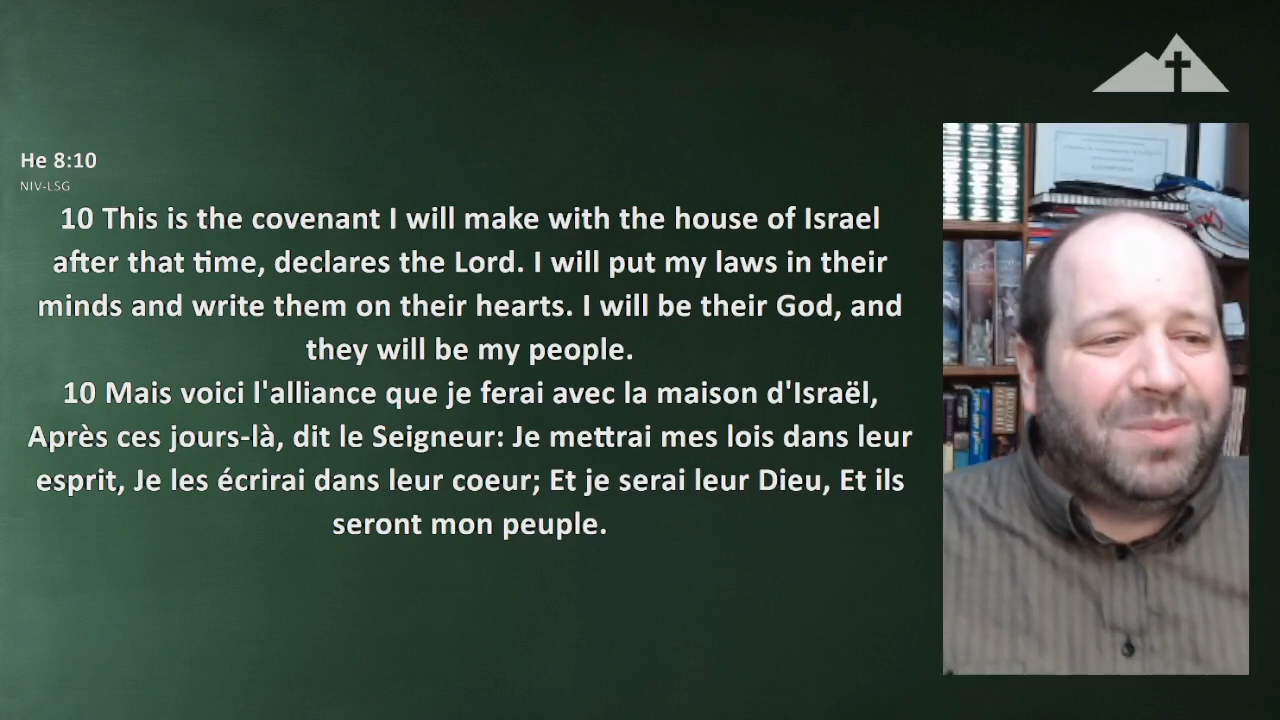 He 8:10
NIV-LSG
10 This is the covenant I will make with the house of Israel
after that time, declares the Lord. I will put my laws in their
minds and write them on their hearts. I will be their God, and
they will be my people.
10 Mais voici l'alliance que je ferai avec la maison d'Israël,
Après ces jours-là, dit le Seigneur: Je mettrai mes lois dans leur
esprit, Je les écrirai dans leur coeur; Et je serai leur Dieu, Et ils
seront mon peuple.